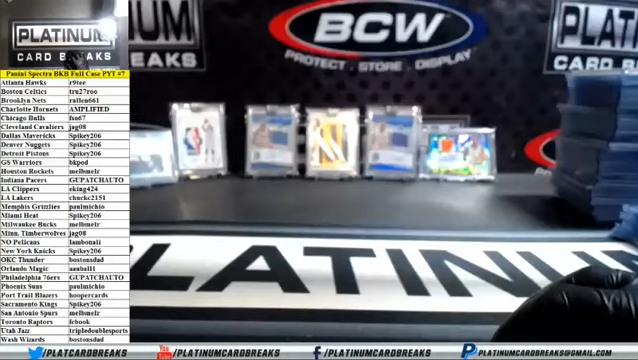 PLATINUM
CARD BREAKS
Panini Spectra BKB Full Case PYT #7
Atlanta Hawks r9tee
Boston Celtics tru27roo
Brooklyn Nets rallen661
Charlotte Hornets AMPLIFIED
Chicago Bulls fsu67
Cleveland Cavaliers jag08
Dallas Mavericks Spikey206
Denver Nuggets Spikey206
Detroit Pistons Spikey206
GS Warriors bkpod
Houston Rockets melbmelr
Indiana Pacers GUPATCHAUTO
LA Clippers eking424
LA Lakers chuckc2151
Memphis Grizzlies paulmichio
Miami Heat Spikey206
Milwaukee Bucks melbmelr
Minn. Timberwolves jag08
NO Pelicans lambonati
New York Knicks Spikey206
OKC Thunder bostonsdad
Orlando Magic aaubal11
Philadelphia 76ers GUPATCHAUTO
Phoenix Suns paulmichio
Port Trail Blazers hoopercards
Sacramento Kings Spikey206
San Antonio Spurs melbmelr
Toronto Raptors fcbook
Utah Jazz tripledoublesports
Wash Wizards bostonsdad
BCW
PROTECT . STORE . DISPLAY
PLATI
CARD BREAKS
PLATINUM
/PLATCARDBREAKS
/PLATINUMCARDBREAKS
/PLATINUMCARDBREAKS
PLATINUMCARDBREAKS@GMAIL.COM